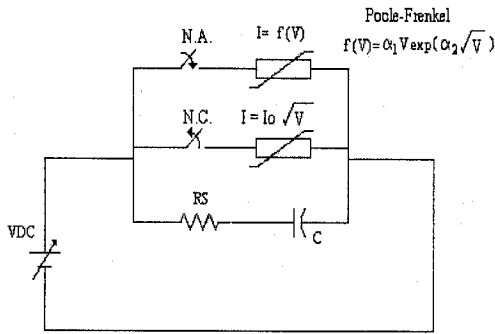 Poole-Frenkel
N.A. I= f(V) f(V)= α₁ V exp( α₂ √V )
N.C. I = Io √V
RS
VDC
C